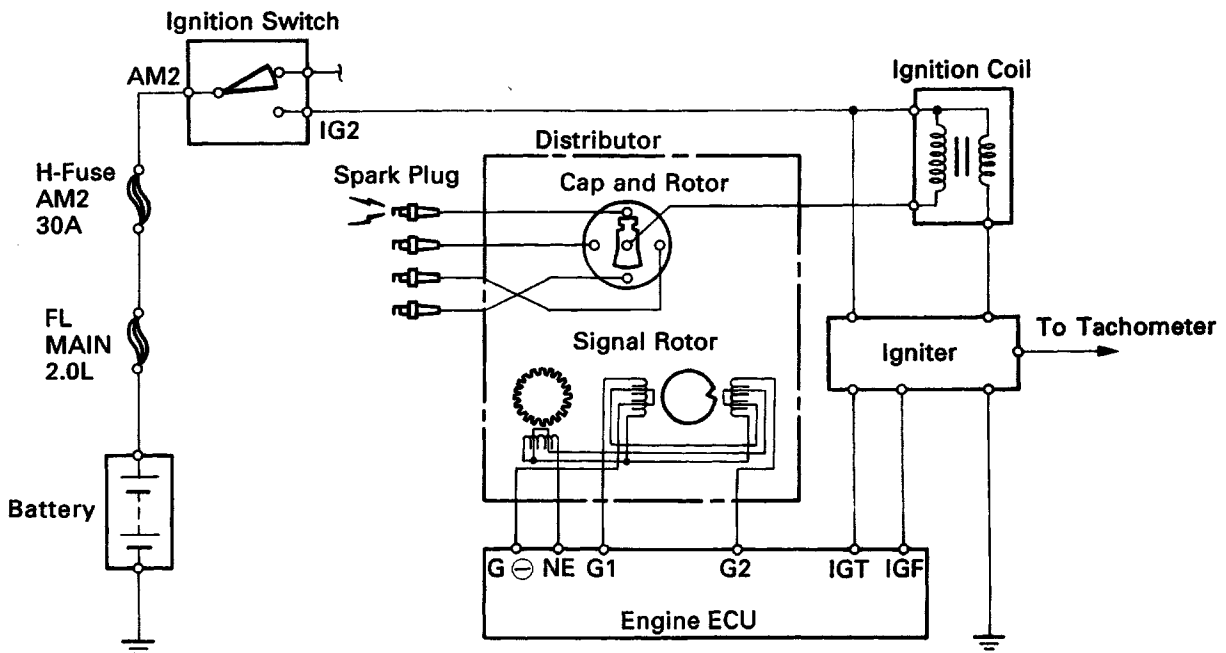 Ignition Switch
AM2
IG2
Ignition Coil
Distributor
H-Fuse
AM2
30A
Spark Plug
Cap and Rotor
FL
MAIN
2.0L
Signal Rotor
Igniter
To Tachometer
Battery
G ⊖ NE G1 G2 IGT IGF
Engine ECU